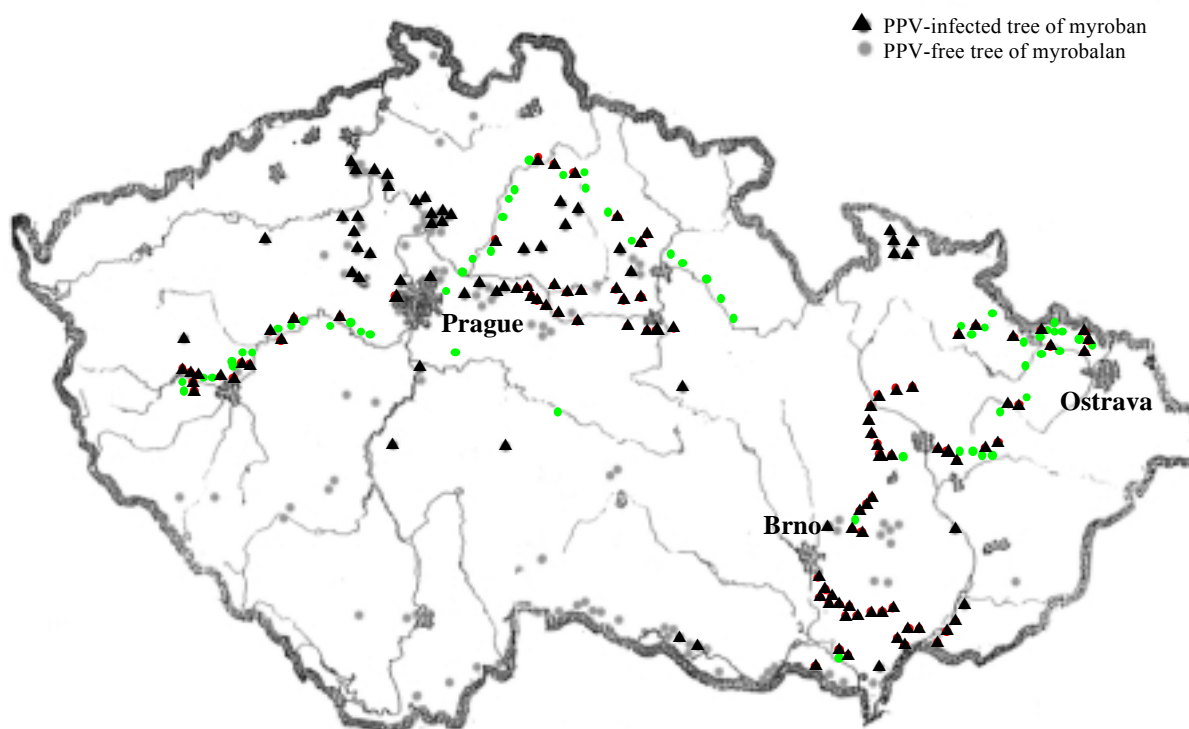 PPV-infected tree of myroban
PPV-free tree of myrobalan
Prague
Ostrava
Brno